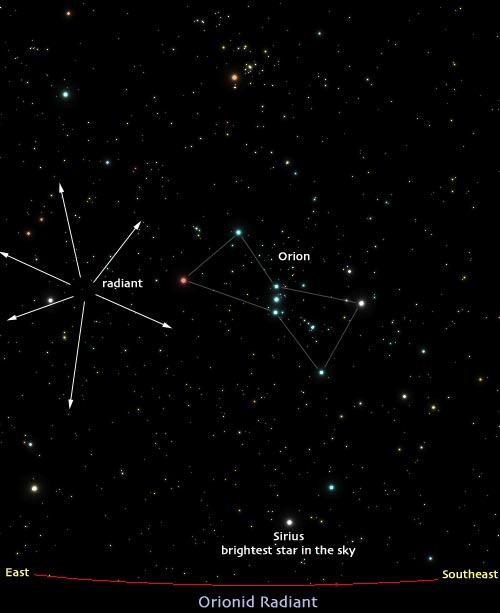 Orion
radiant
Sirius
brightest star in the sky
East
Southeast
Orionid Radiant